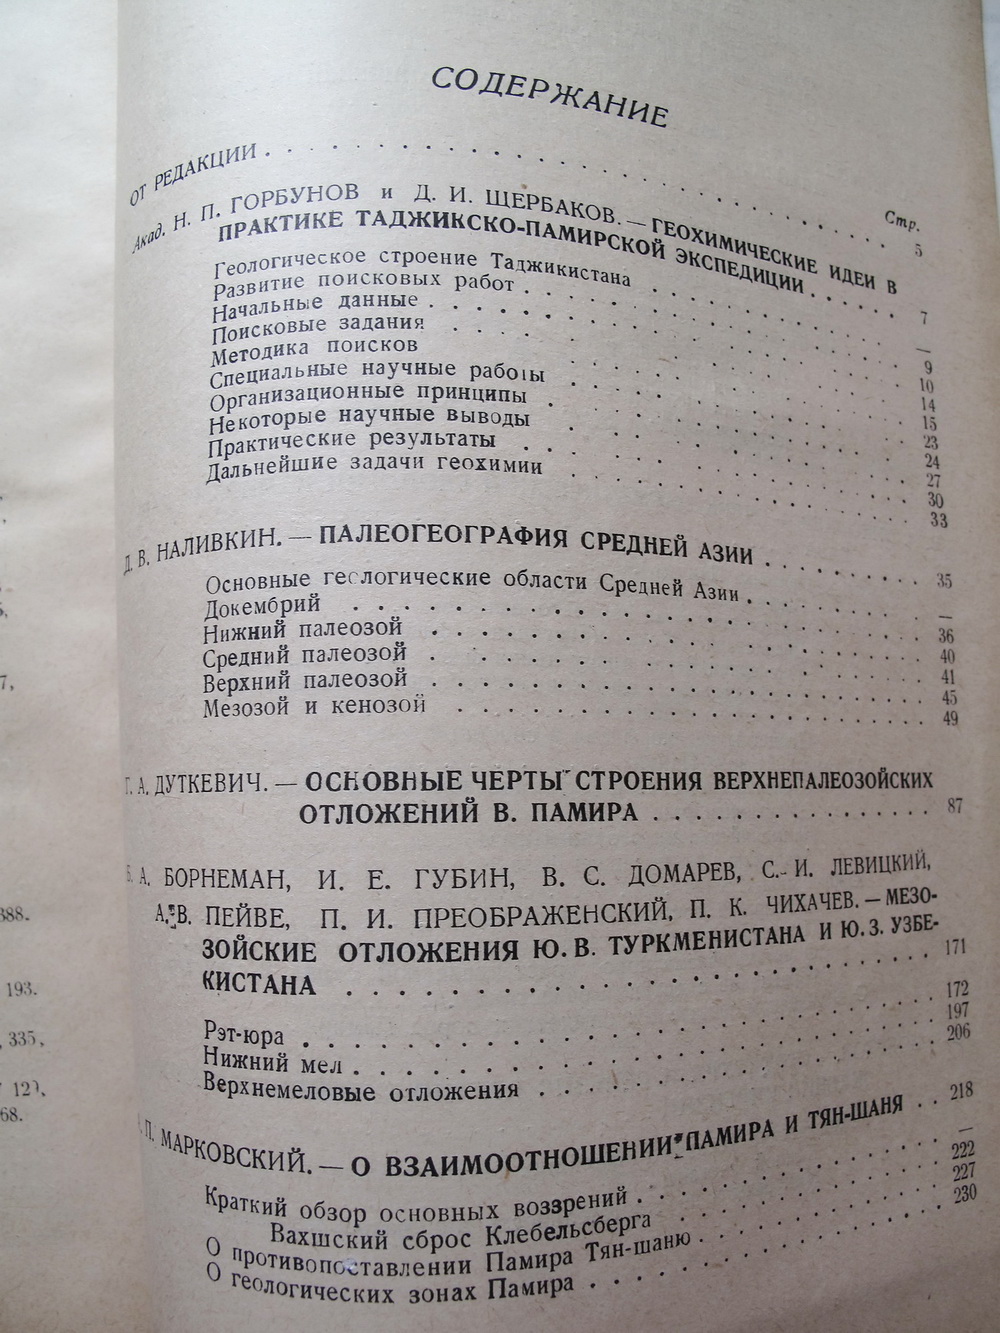 СОДЕРЖАНИЕ
Стр.
ОТ РЕДАКЦИИ . . . . . . . . . . . . . . . . . . 5
Акад. Н. П. ГОРБУНОВ и Д. И. ЩЕРБАКОВ. — ГЕОХИМИЧЕСКИЕ ИДЕИ В
ПРАКТИКЕ ТАДЖИКСКО-ПАМИРСКОЙ ЭКСПЕДИЦИИ . . . . . 7
Геологическое строение Таджикистана . . . . . . . —
Развитие поисковых работ . . . . . . . . . . 9
Начальные данные . . . . . . . . . . . . 10
Поисковые задания . . . . . . . . . . . . 14
Методика поисков . . . . . . . . . . . . 15
Специальные научные работы . . . . . . . . . 23
Организационные принципы . . . . . . . . . . 24
Некоторые научные выводы . . . . . . . . . . 27
Практические результаты . . . . . . . . . . 30
Дальнейшие задачи геохимии . . . . . . . . . 33
Д. В. НАЛИВКИН. — ПАЛЕОГЕОГРАФИЯ СРЕДНЕЙ АЗИИ . . . . . . . 35
Основные геологические области Средней Азии . . . . . . —
Докембрий . . . . . . . . . . . . . . 36
Нижний палеозой . . . . . . . . . . . . 40
Средний палеозой . . . . . . . . . . . . 41
Верхний палеозой . . . . . . . . . . . . 45
Мезозой и кенозой . . . . . . . . . . . . 49
Г. А. ДУТКЕВИЧ. — ОСНОВНЫЕ ЧЕРТЫ СТРОЕНИЯ ВЕРХНЕПАЛЕОЗОЙСКИХ
ОТЛОЖЕНИЙ В. ПАМИРА . . . . . . . . . . . . 87
Б. А. БОРНЕМАН, И. Е. ГУБИН, В. С. ДОМАРЕВ, С. И. ЛЕВИЦКИЙ,
А. В. ПЕЙВЕ, П. И. ПРЕОБРАЖЕНСКИЙ, П. К. ЧИХАЧЕВ. — МЕЗО-
ЗОЙСКИЕ ОТЛОЖЕНИЯ Ю. В. ТУРКМЕНИСТАНА И Ю. З. УЗБЕ-
КИСТАНА . . . . . . . . . . . . . . . . 171
Рэт-юра . . . . . . . . . . . . . . . 172
Нижний мел . . . . . . . . . . . . . . 197
Верхнемеловые отложения . . . . . . . . . . 206
П. МАРКОВСКИЙ. — О ВЗАИМООТНОШЕНИИ ПАМИРА И ТЯН-ШАНЯ . . 218
Краткий обзор основных воззрений . . . . . . . . —
Вахшский сброс Клебельсберга . . . . . . . . 222
О противопоставлении Памира Тян-шаню . . . . . . . 227
О геологических зонах Памира . . . . . . . . . 230
7,
388.
193.
, 335,
12),
68.